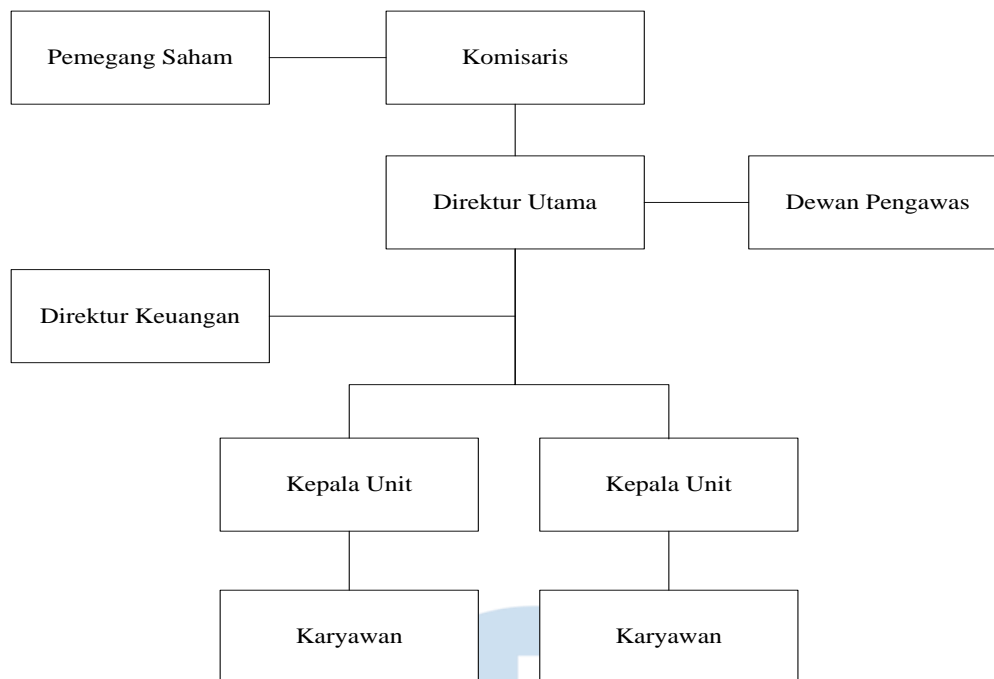 Pemegang Saham
Komisaris
Direktur Utama
Dewan Pengawas
Direktur Keuangan
Kepala Unit
Kepala Unit
Karyawan
Karyawan